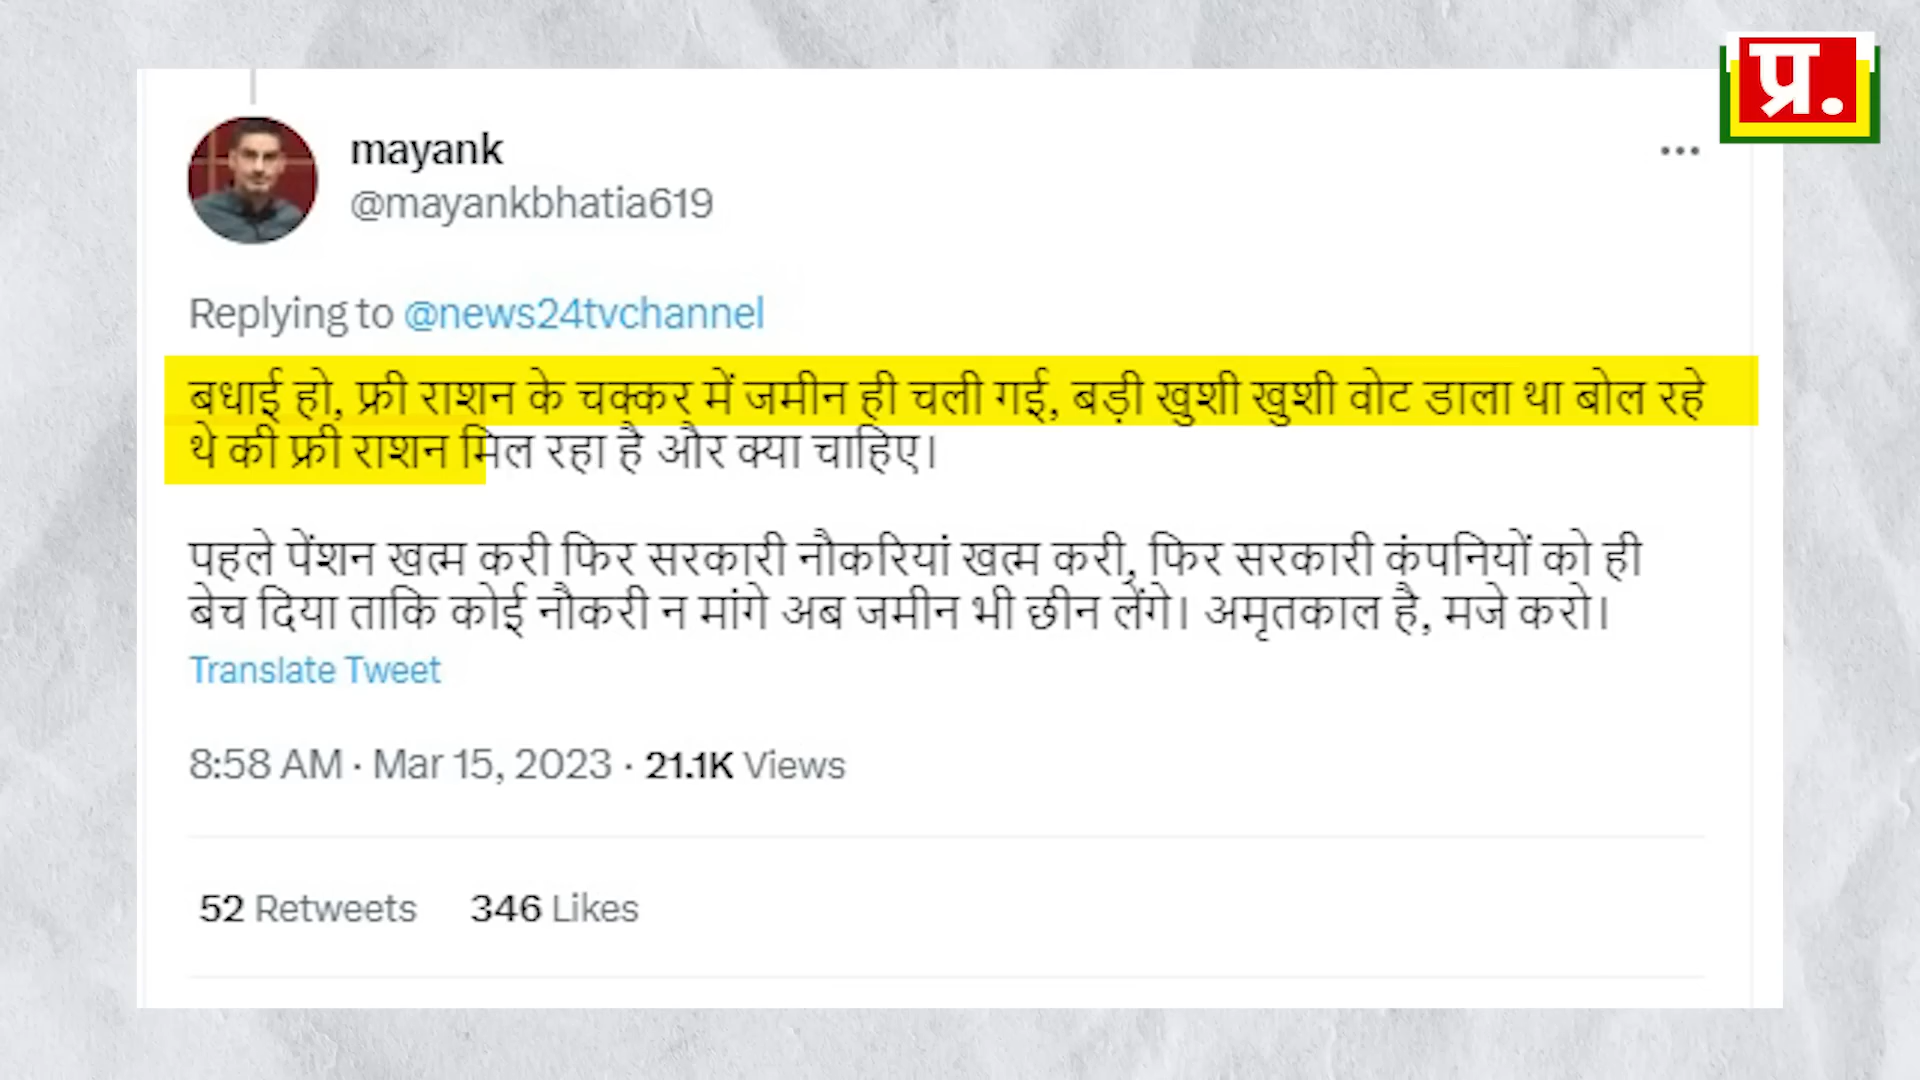 प्र.
mayank
@mayankbhatia619
Replying to @news24tvchannel
बधाई हो, फ्री राशन के चक्कर में जमीन ही चली गई, बड़ी खुशी खुशी वोट डाला था बोल रहे
थे की फ्री राशन मिल रहा है और क्या चाहिए।
पहले पेंशन खत्म करी फिर सरकारी नौकरियां खत्म करी, फिर सरकारी कंपनियों को ही
बेच दिया ताकि कोई नौकरी न मांगे अब जमीन भी छीन लेंगे। अमृतकाल है, मजे करो।
Translate Tweet
8:58 AM · Mar 15, 2023 · 21.1K Views
52 Retweets 346 Likes